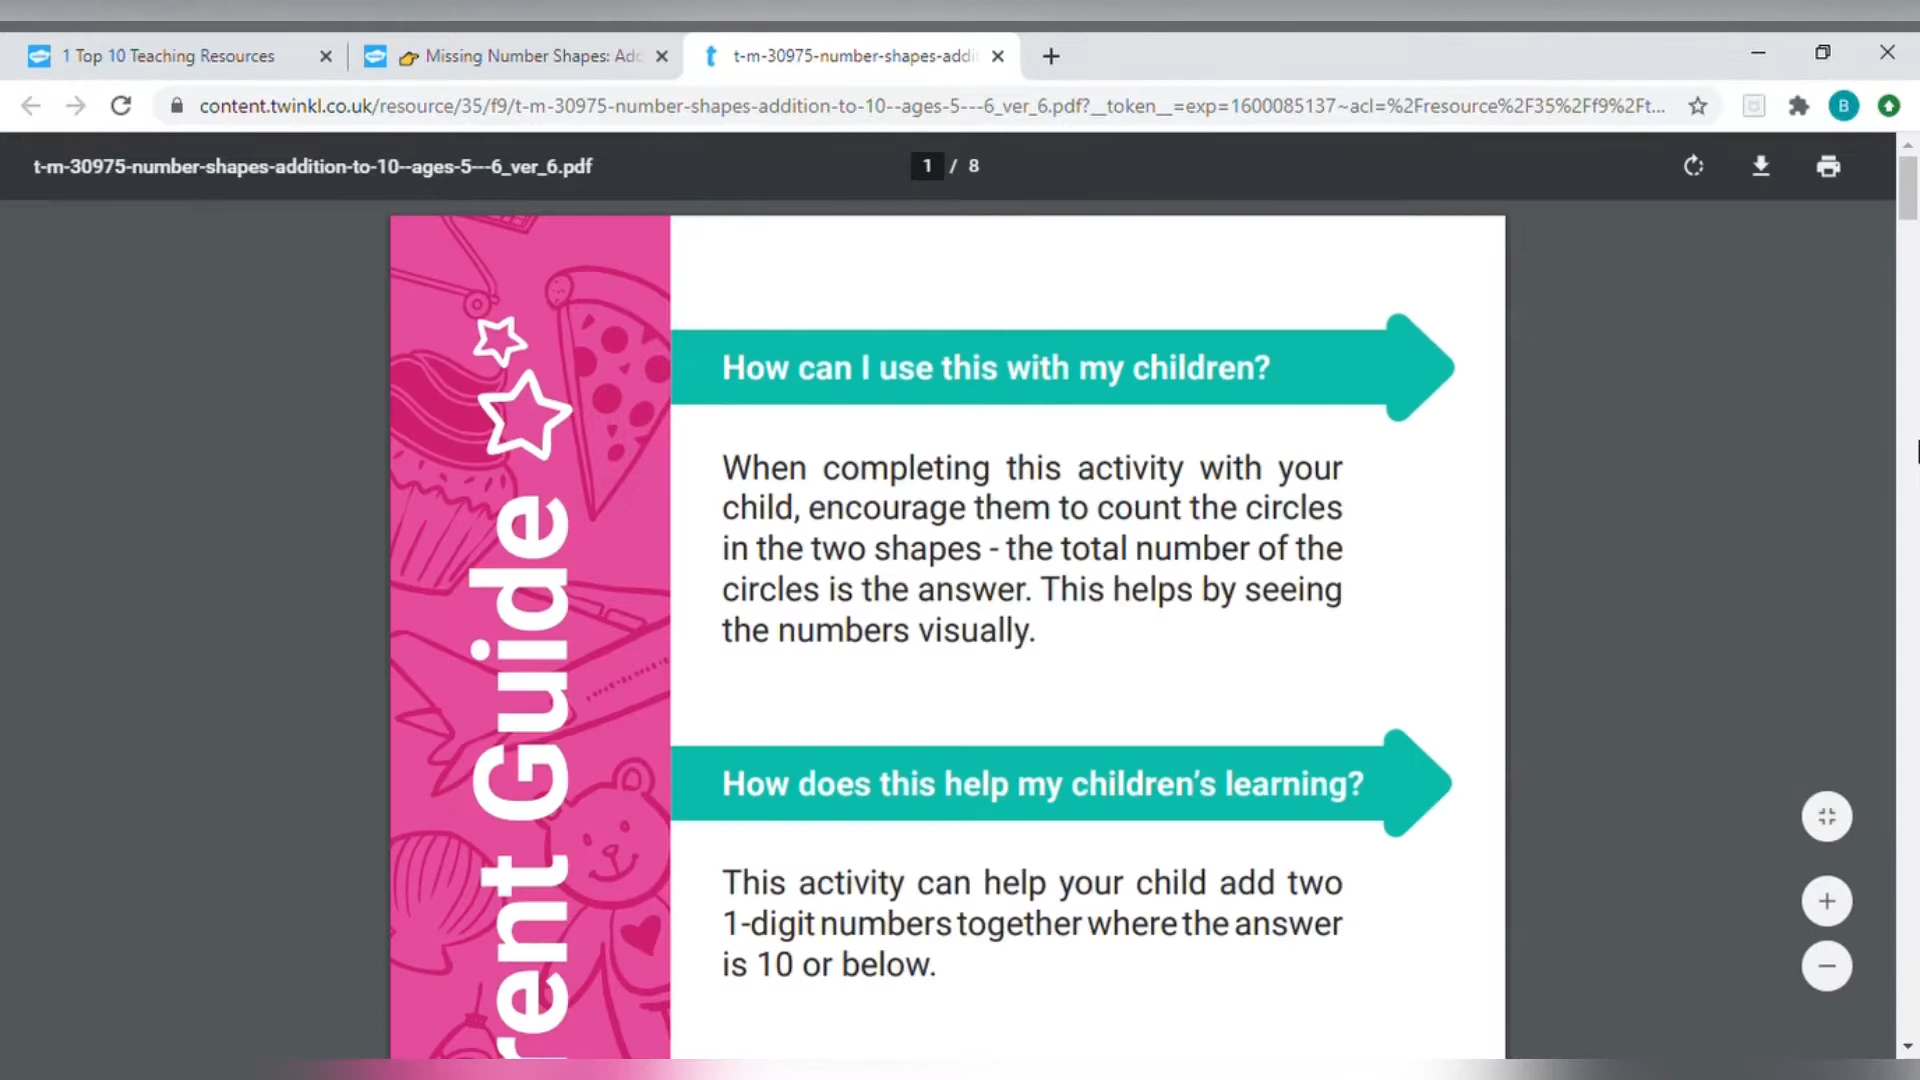 1 Top 10 Teaching Resources
👉 Missing Number Shapes: Add
t-m-30975-number-shapes-addi
content.twinkl.co.uk/resource/35/f9/t-m-30975-number-shapes-addition-to-10--ages-5---6_ver_6.pdf?__token__=exp=1600085137~acl=%2Fresource%2F35%2Ff9%2Ft...
B
t-m-30975-number-shapes-addition-to-10--ages-5---6_ver_6.pdf
1 / 8
rent Guide
How can I use this with my children?
When completing this activity with your
child, encourage them to count the circles
in the two shapes - the total number of the
circles is the answer. This helps by seeing
the numbers visually.
How does this help my children’s learning?
This activity can help your child add two
1-digit numbers together where the answer
is 10 or below.